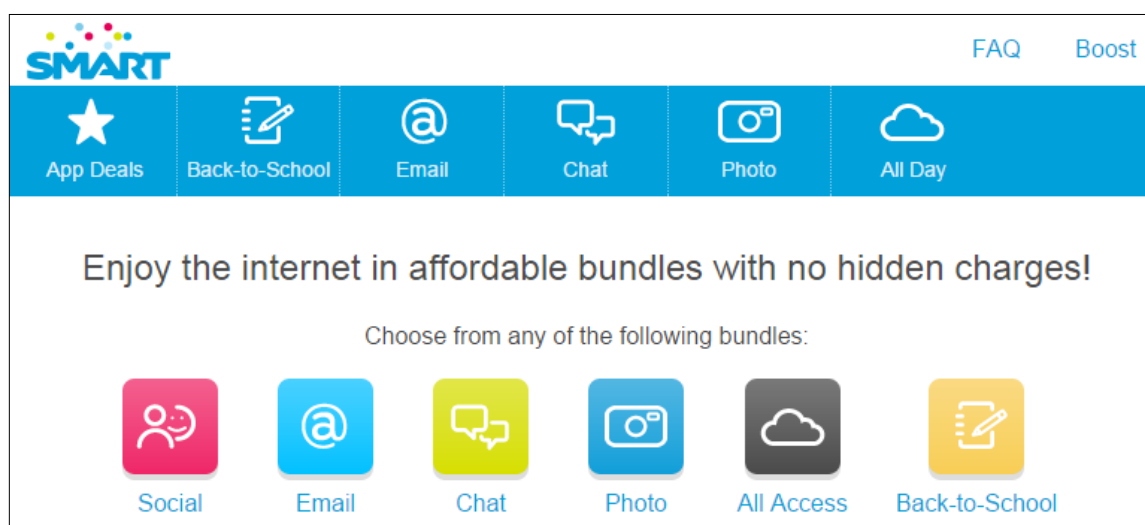 SMART
FAQ Boost
App Deals Back-to-School Email Chat Photo All Day
Enjoy the internet in affordable bundles with no hidden charges!
Choose from any of the following bundles:
Social Email Chat Photo All Access Back-to-School